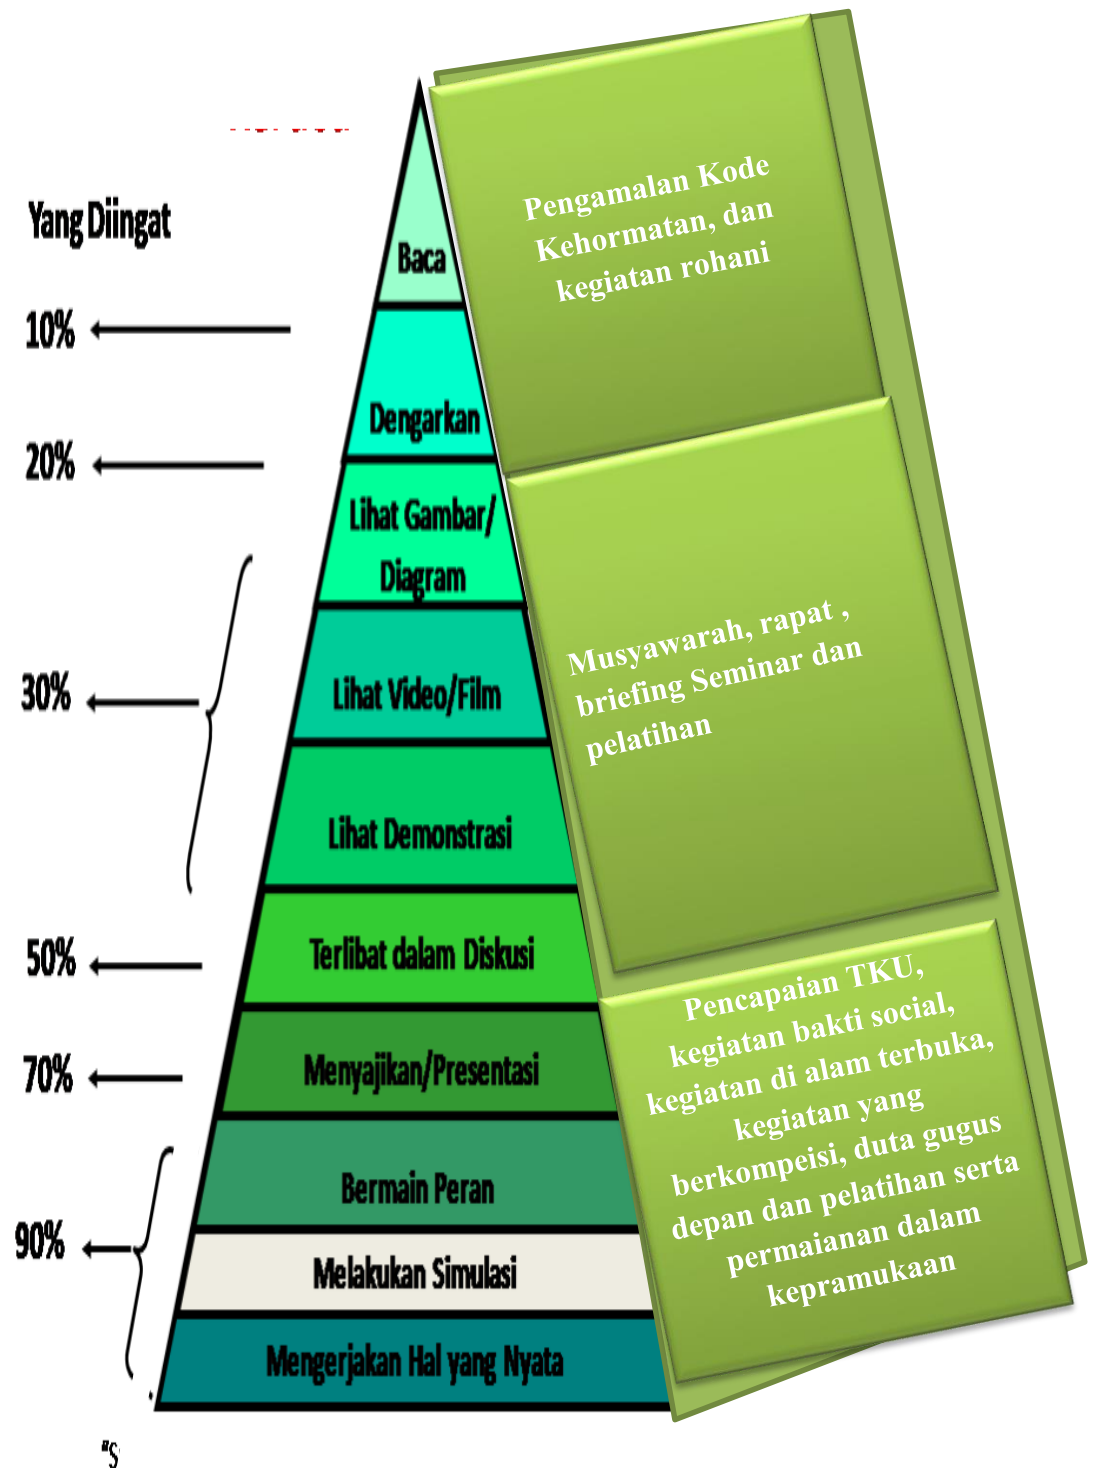 Yang Diingat
10%
20%
30%
50%
70%
90%
Baca
Dengarkan
Lihat Gambar/
Diagram
Lihat Video/Film
Lihat Demonstrasi
Terlibat dalam Diskusi
Menyajikan/Presentasi
Bermain Peran
Melakukan Simulasi
Mengerjakan Hal yang Nyata
Pengamalan Kode
Kehormatan, dan
kegiatan rohani
Musyawarah, rapat ,
briefing Seminar dan
pelatihan
Pencapaian TKU,
kegiatan bakti social,
kegiatan di alam terbuka,
kegiatan yang
berkompeisi, duta gugus
depan dan pelatihan serta
permaianan dalam
kepramukaan
"S